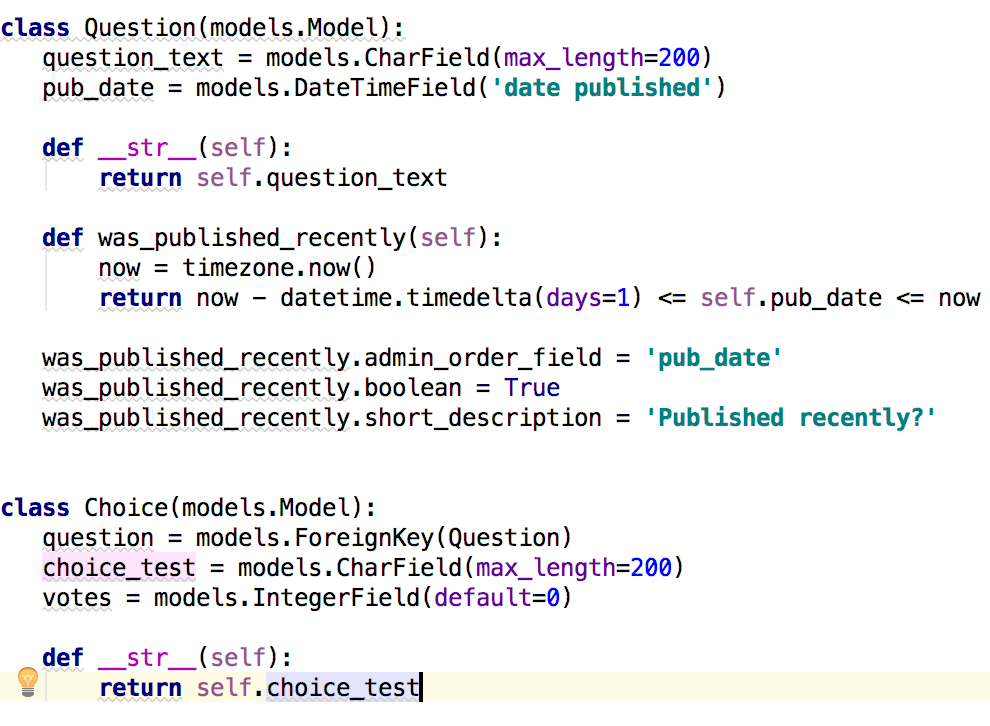 class Question(models.Model):
    question_text = models.CharField(max_length=200)
    pub_date = models.DateTimeField('date published')

    def __str__(self):
        return self.question_text

    def was_published_recently(self):
        now = timezone.now()
        return now - datetime.timedelta(days=1) <= self.pub_date <= now

    was_published_recently.admin_order_field = 'pub_date'
    was_published_recently.boolean = True
    was_published_recently.short_description = 'Published recently?'


class Choice(models.Model):
    question = models.ForeignKey(Question)
    choice_test = models.CharField(max_length=200)
    votes = models.IntegerField(default=0)

    def __str__(self):
        return self.choice_test